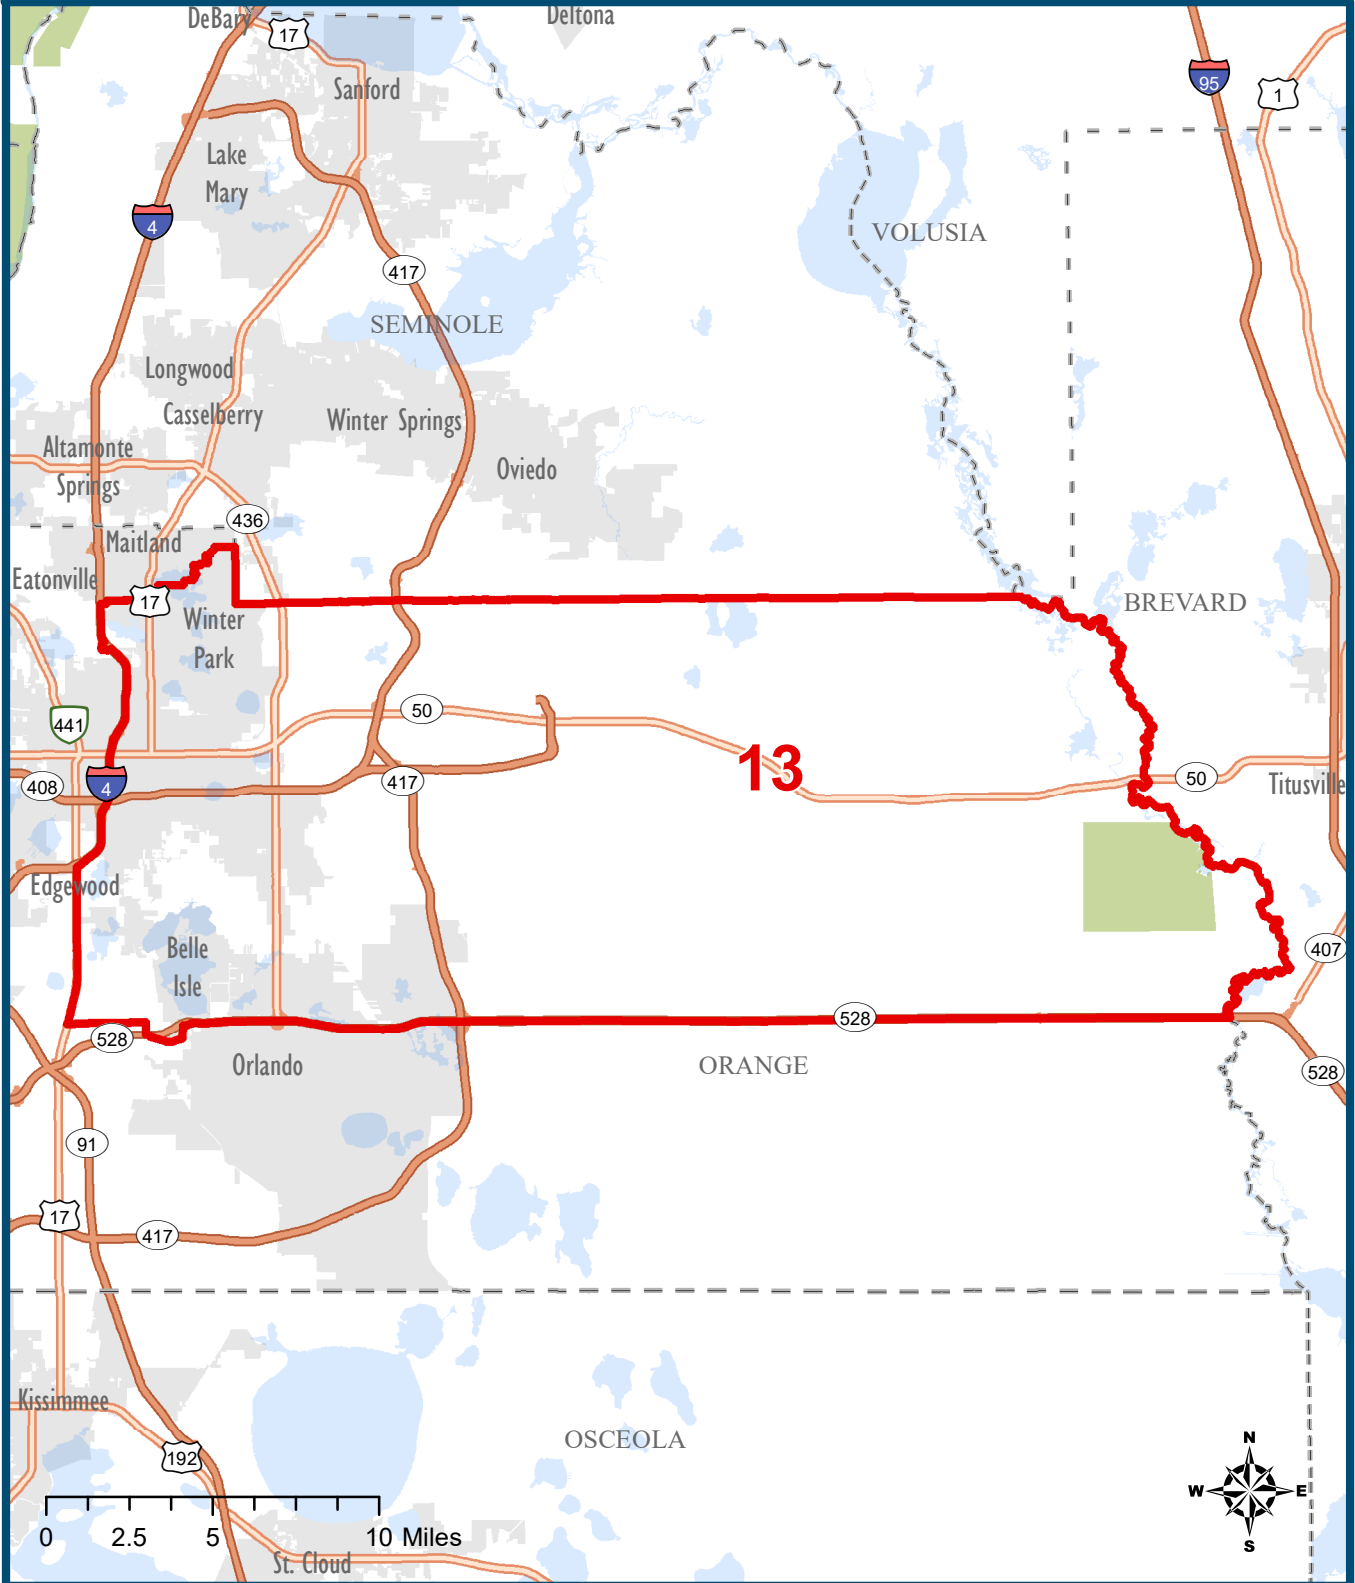 DeBary
17
Deltona
Sanford
95
1
Lake
Mary
4
VOLUSIA
417
SEMINOLE
Longwood
Casselberry
Winter Springs
Altamonte
Springs
Oviedo
436
Maitland
Eatonville
17
BREVARD
Winter
Park
50
441
13
50
408
4
417
Titusville
Edgewood
Belle
Isle
407
528
528
Orlando
ORANGE
528
91
17
417
Kissimmee
OSCEOLA
192
N
W
E
S
0 2.5 5 10 Miles
St. Cloud